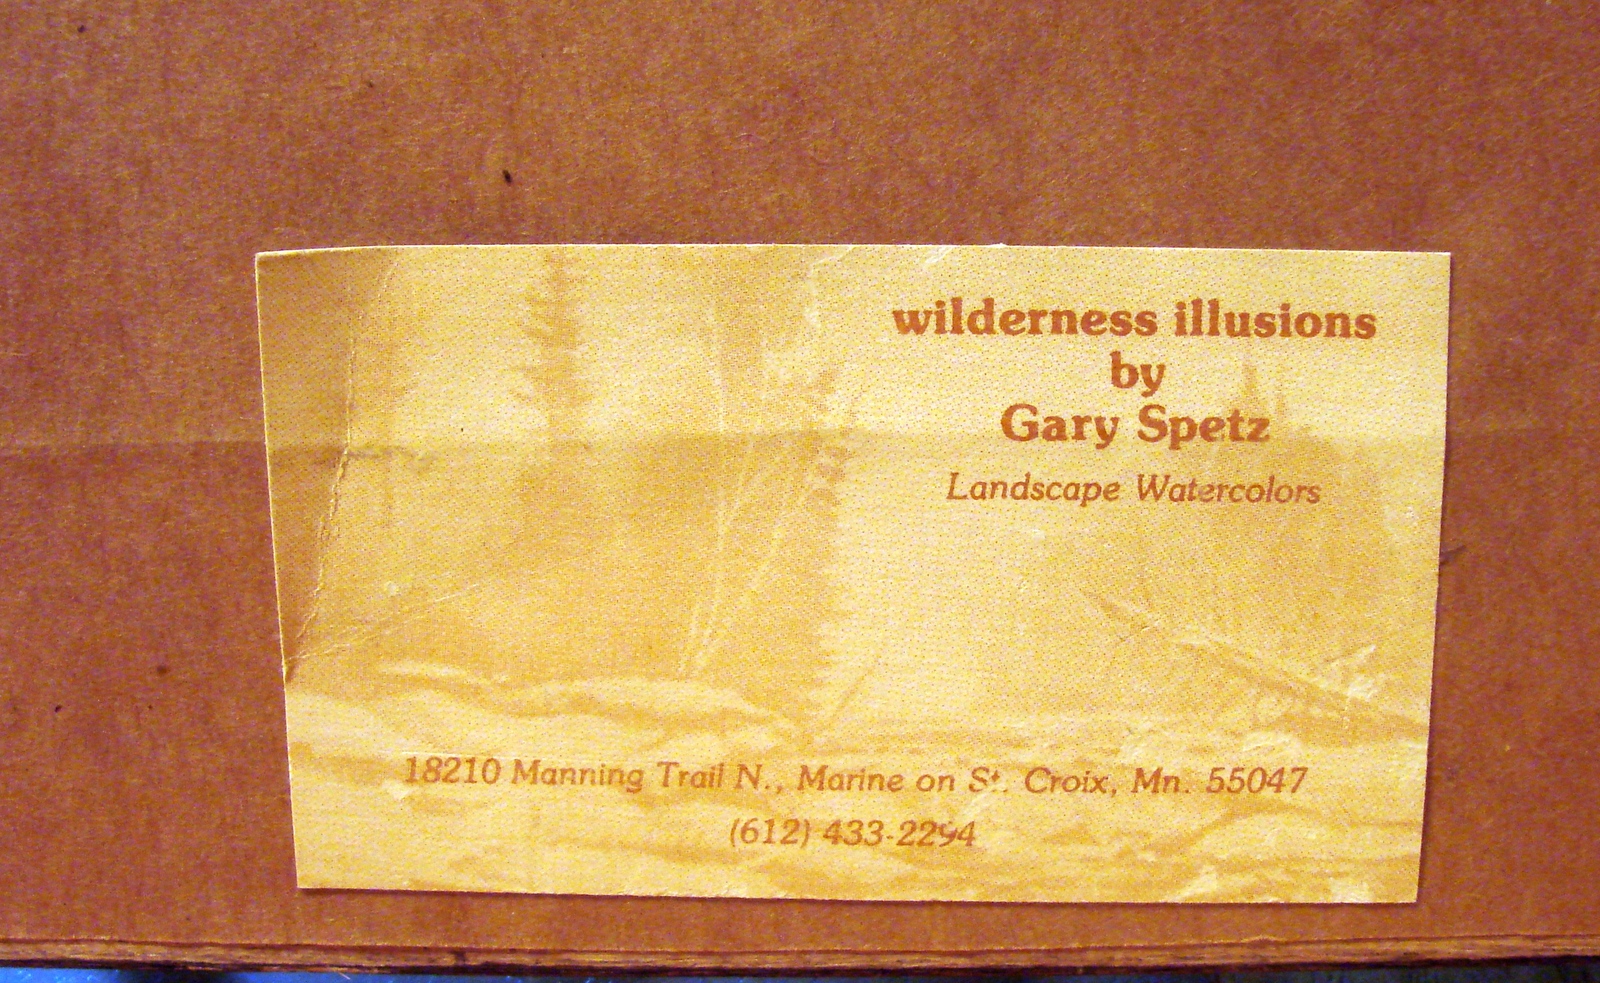 wilderness illusions
by
Gary Spetz
Landscape Watercolors
18210 Manning Trail N., Marine on St. Croix, Mn. 55047
(612) 433-2294